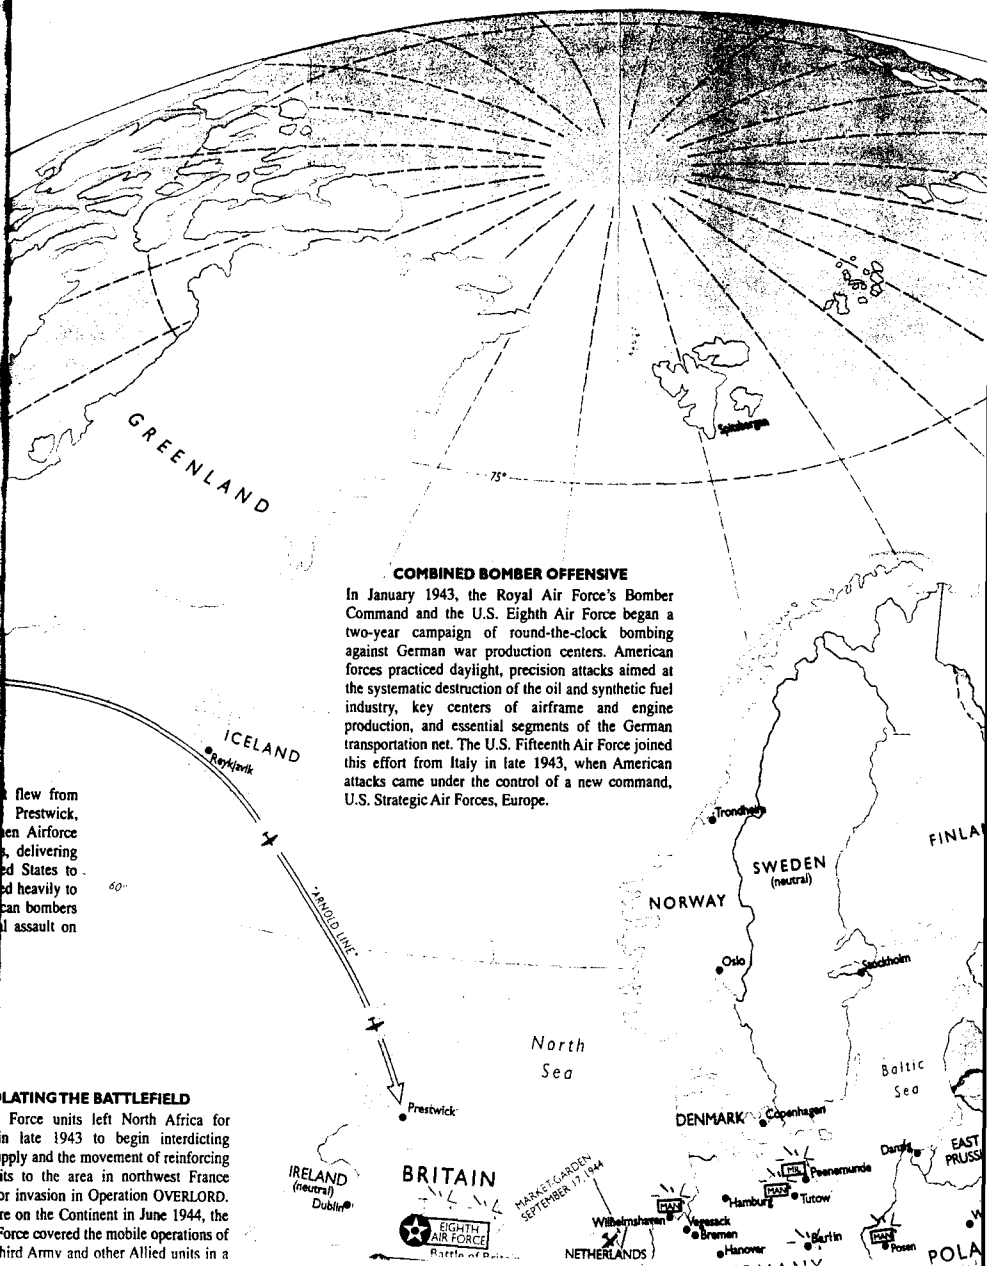 GREENLAND
Spitsbergen
75°
COMBINED BOMBER OFFENSIVE
In January 1943, the Royal Air Force's Bomber
Command and the U.S. Eighth Air Force began a
two-year campaign of round-the-clock bombing
against German war production centers. American
forces practiced daylight, precision attacks aimed at
the systematic destruction of the oil and synthetic fuel
industry, key centers of airframe and engine
production, and essential segments of the German
transportation net. The U.S. Fifteenth Air Force joined
this effort from Italy in late 1943, when American
attacks came under the control of a new command,
U.S. Strategic Air Forces, Europe.
ICELAND
Reykjavik
flew from
Prestwick,
Airforce
delivering
States to
heavily to
bombers
assault on
60°
"ARNOLD LINE"
Trondheim
FINLA
SWEDEN
(neutral)
NORWAY
Oslo
Stockholm
North
Sea
Baltic
Sea
LATING THE BATTLEFIELD
Force units left North Africa for
in late 1943 to begin interdicting
pply and the movement of reinforcing
its to the area in northwest France
or invasion in Operation OVERLORD.
re on the Continent in June 1944, the
Force covered the mobile operations of
hird Army and other Allied units in a
Prestwick
DENMARK
Copenhagen
Danzig
EAST
PRUSSI
IRELAND
(neutral)
Dublin
BRITAIN
MARKET-GARDEN
SEPTEMBER 17, 1944
EIGHTH
AIR FORCE
Battle of Britain
MIL
Peenemunde
MAN
Tutow
Hamburg
MAN
Wilhelmshaven
Vegesack
Bremen
Hanover
Berlin
MAN
Posen
W
NETHERLANDS
MANY
POLA